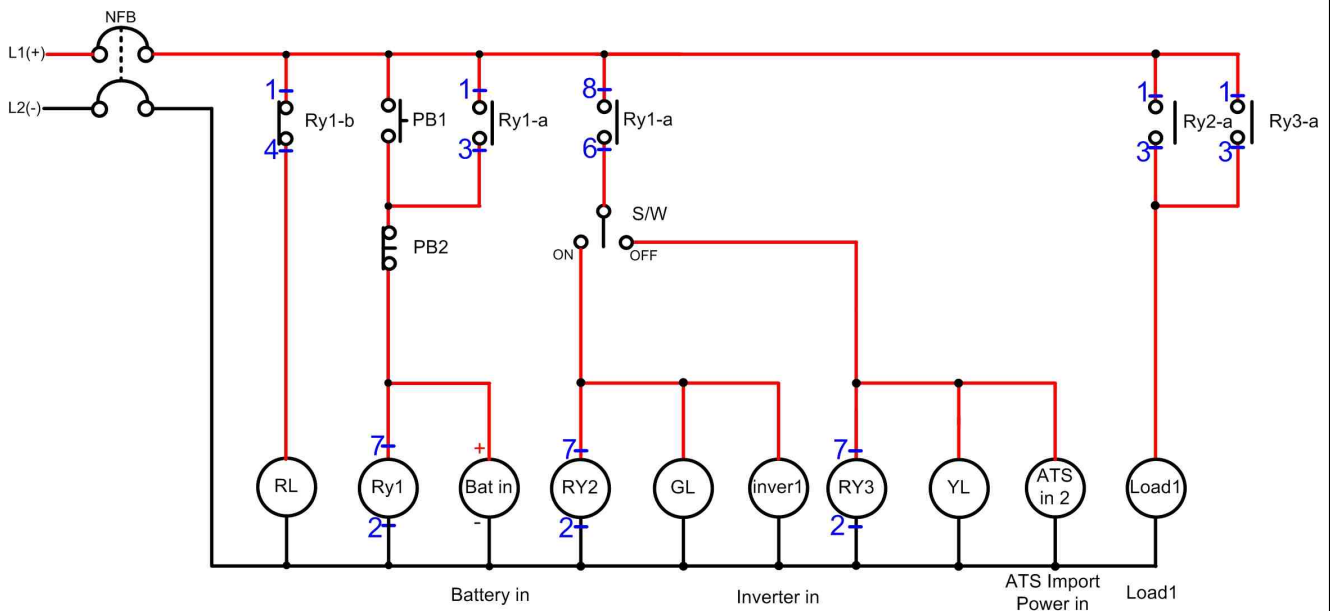 NFB
L1(+)
L2(-)
1
Ry1-b
4
PB1
1
Ry1-a
3
8
Ry1-a
6
1
Ry2-a
3
1
Ry3-a
3
S/W
ON
OFF
PB2
RL
7
Ry1
2
+
Bat in
-
7
RY2
2
GL
inver1
7
RY3
2
YL
ATS
in 2
Load1
Battery in
Inverter in
ATS Import
Power in
Load1